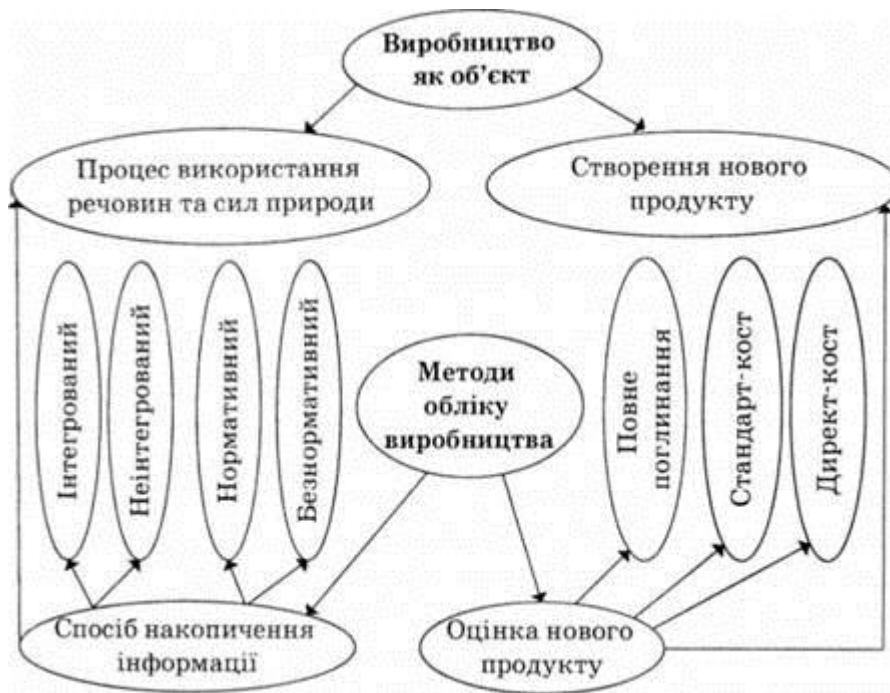 Виробництво
як об’єкт
Процес використання
речовин та сил природи
Створення нового
продукту
Інтегрований
Неінтегрований
Нормативний
Безнормативний
Методи
обліку
виробництва
Повне
поглинання
Стандарт-кост
Директ-кост
Спосіб накопичення
інформації
Оцінка нового
продукту